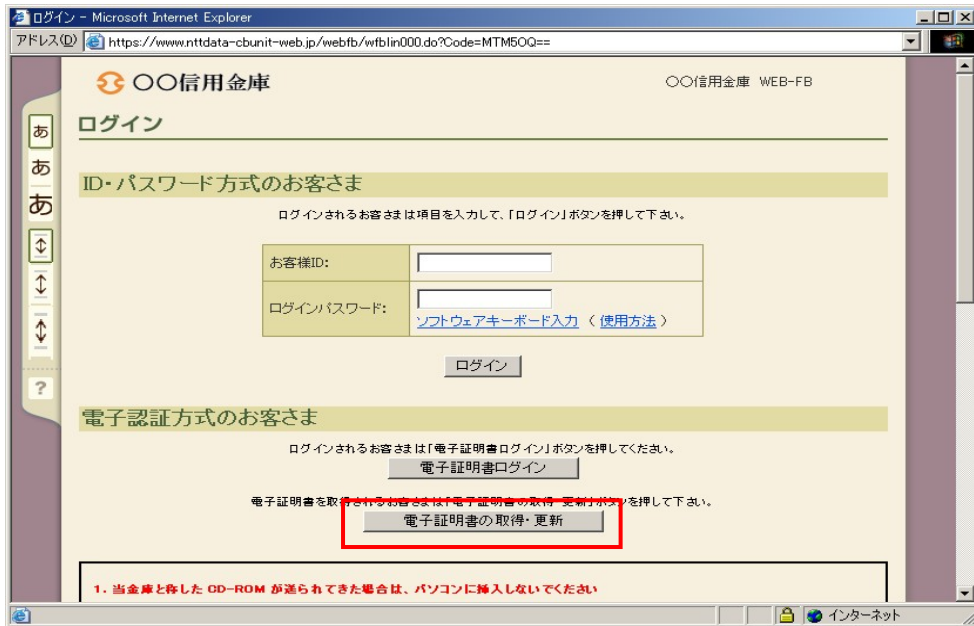 ログイン - Microsoft Internet Explorer
アドレス(D) https://www.nttdata-cbunit-web.jp/webfb/wfblin000.do?Code=MTM5OQ==
〇〇信用金庫
〇〇信用金庫 WEB-FB
ログイン
あ
あ
あ
?
ID・パスワード方式のお客さま
ログインされるお客さまは項目を入力して、「ログイン」ボタンを押して下さい。
お客様ID:
ログインパスワード:
ソフトウェアキーボード入力 ( 使用方法 )
ログイン
電子認証方式のお客さま
ログインされるお客さまは「電子証明書ログイン」ボタンを押してください。
電子証明書ログイン
電子証明書を取得されるお客さまは「電子証明書の取得・更新」ボタンを押して下さい。
電子証明書の取得・更新
1. 当金庫と称した CD-ROM が送られてきた場合は、パソコンに挿入しないでください
インターネット